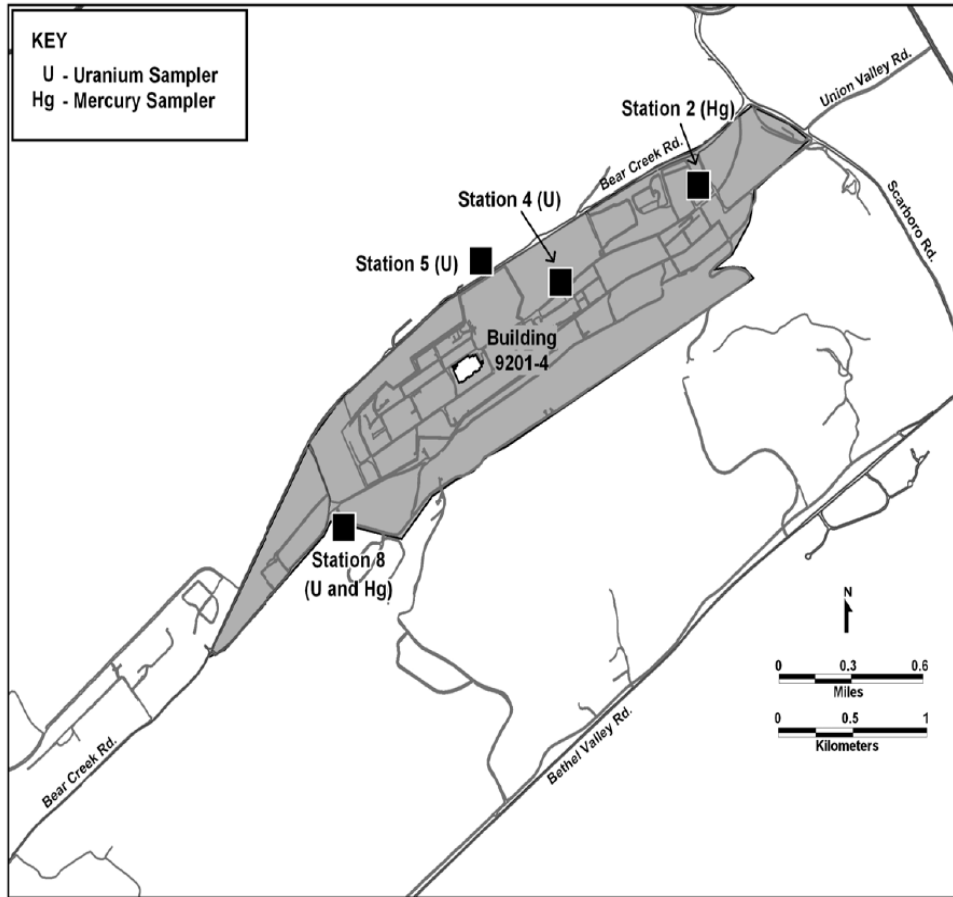 KEY
U - Uranium Sampler
Hg - Mercury Sampler
Union Valley Rd.
Station 2 (Hg)
Bear Creek Rd.
Scarboro Rd.
Station 4 (U)
Station 5 (U)
Building
9201-4
Station 8
(U and Hg)
N
0 0.3 0.6
Miles
0 0.5 1
Kilometers
Bethel Valley Rd.
Bear Creek Rd.